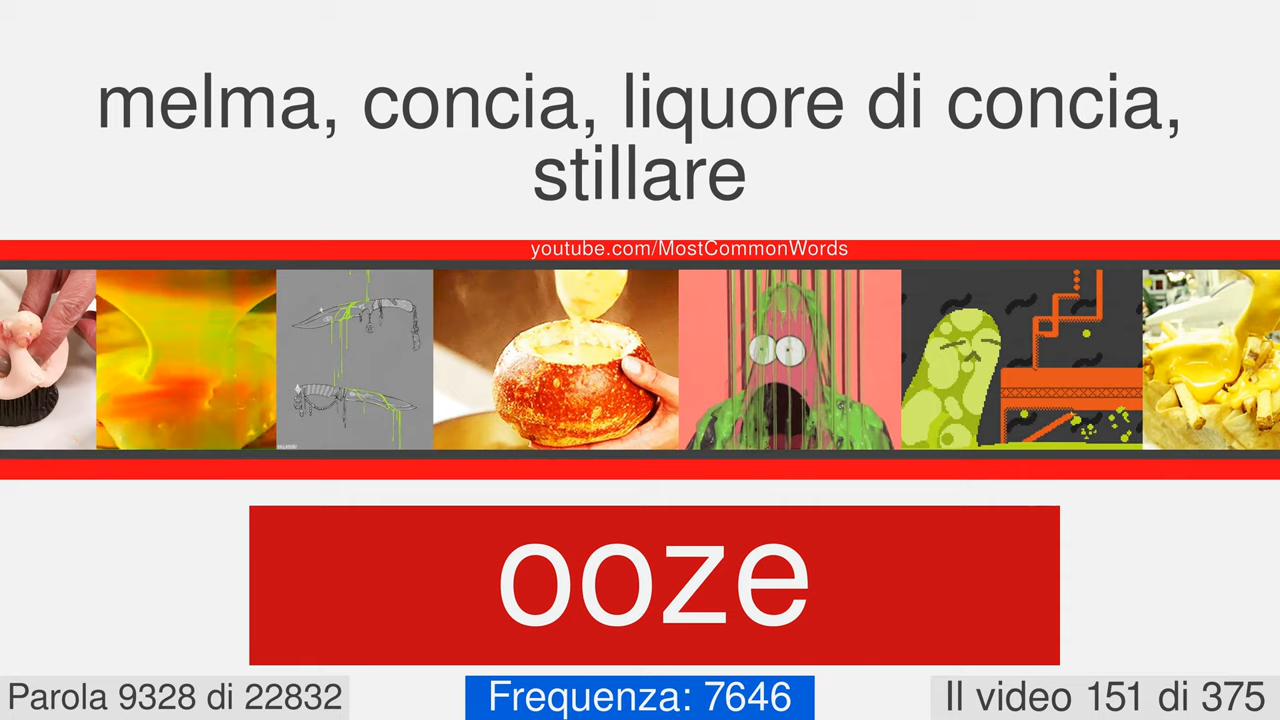 melma, concia, liquore di concia,
stillare
youtube.com/MostCommonWords
ooze
Parola 9328 di 22832
Frequenza: 7646
Il video 151 di 375